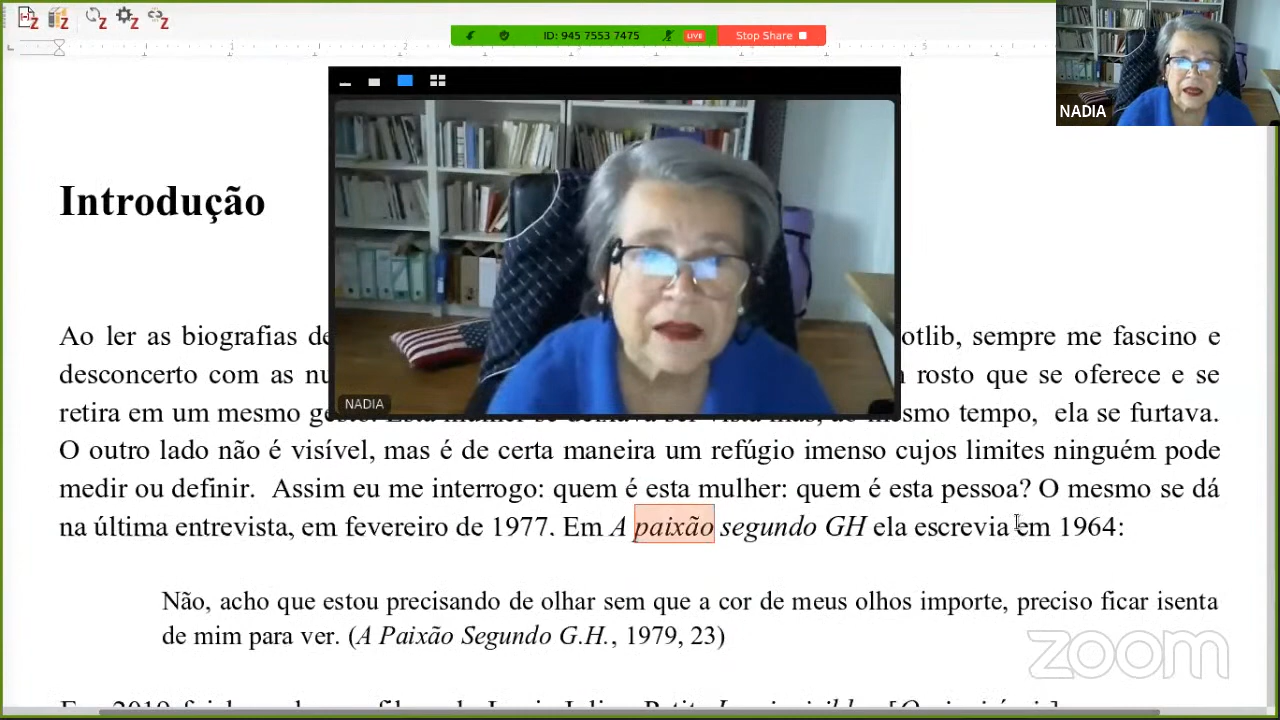 ID: 945 7553 7475
LIVE
Stop Share
NADIA
Introdução
NADIA
Ao ler as biografias de otlib, sempre me fascino e
desconcerto com as nu rosto que se oferece e se
retira em um mesmo mesmo tempo, ela se furtava.
O outro lado não é visível, mas é de certa maneira um refúgio imenso cujos limites ninguém pode
medir ou definir. Assim eu me interrogo: quem é esta mulher: quem é esta pessoa? O mesmo se dá
na última entrevista, em fevereiro de 1977. Em A paixão segundo GH ela escrevia em 1964:
Não, acho que estou precisando de olhar sem que a cor de meus olhos importe, preciso ficar isenta
de mim para ver. (A Paixão Segundo G.H., 1979, 23)
zoom